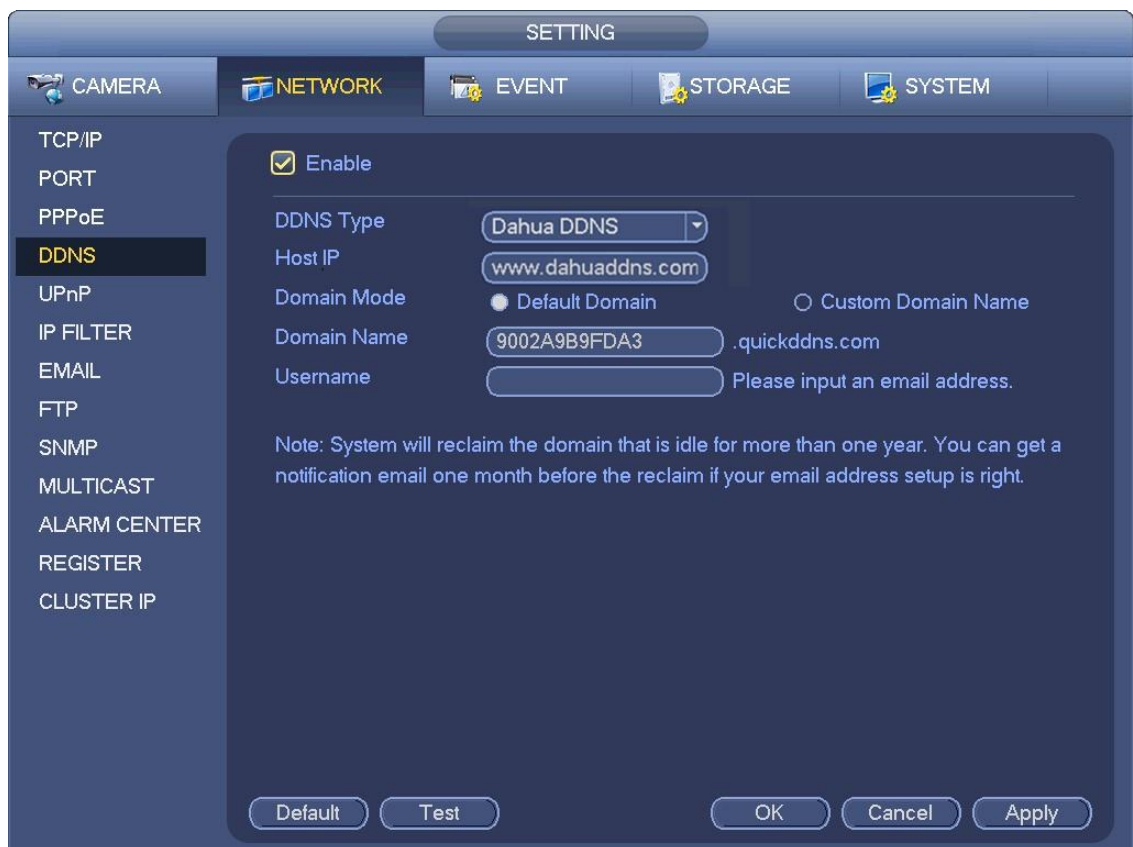 SETTING
CAMERA NETWORK EVENT STORAGE SYSTEM
TCP/IP
PORT
PPPoE
DDNS
UPnP
IP FILTER
EMAIL
FTP
SNMP
MULTICAST
ALARM CENTER
REGISTER
CLUSTER IP
Enable
DDNS Type Dahua DDNS
Host IP www.dahuaddns.com
Domain Mode Default Domain Custom Domain Name
Domain Name 9002A9B9FDA3 .quickddns.com
Username Please input an email address.
Note: System will reclaim the domain that is idle for more than one year. You can get a
notification email one month before the reclaim if your email address setup is right.
Default Test OK Cancel Apply